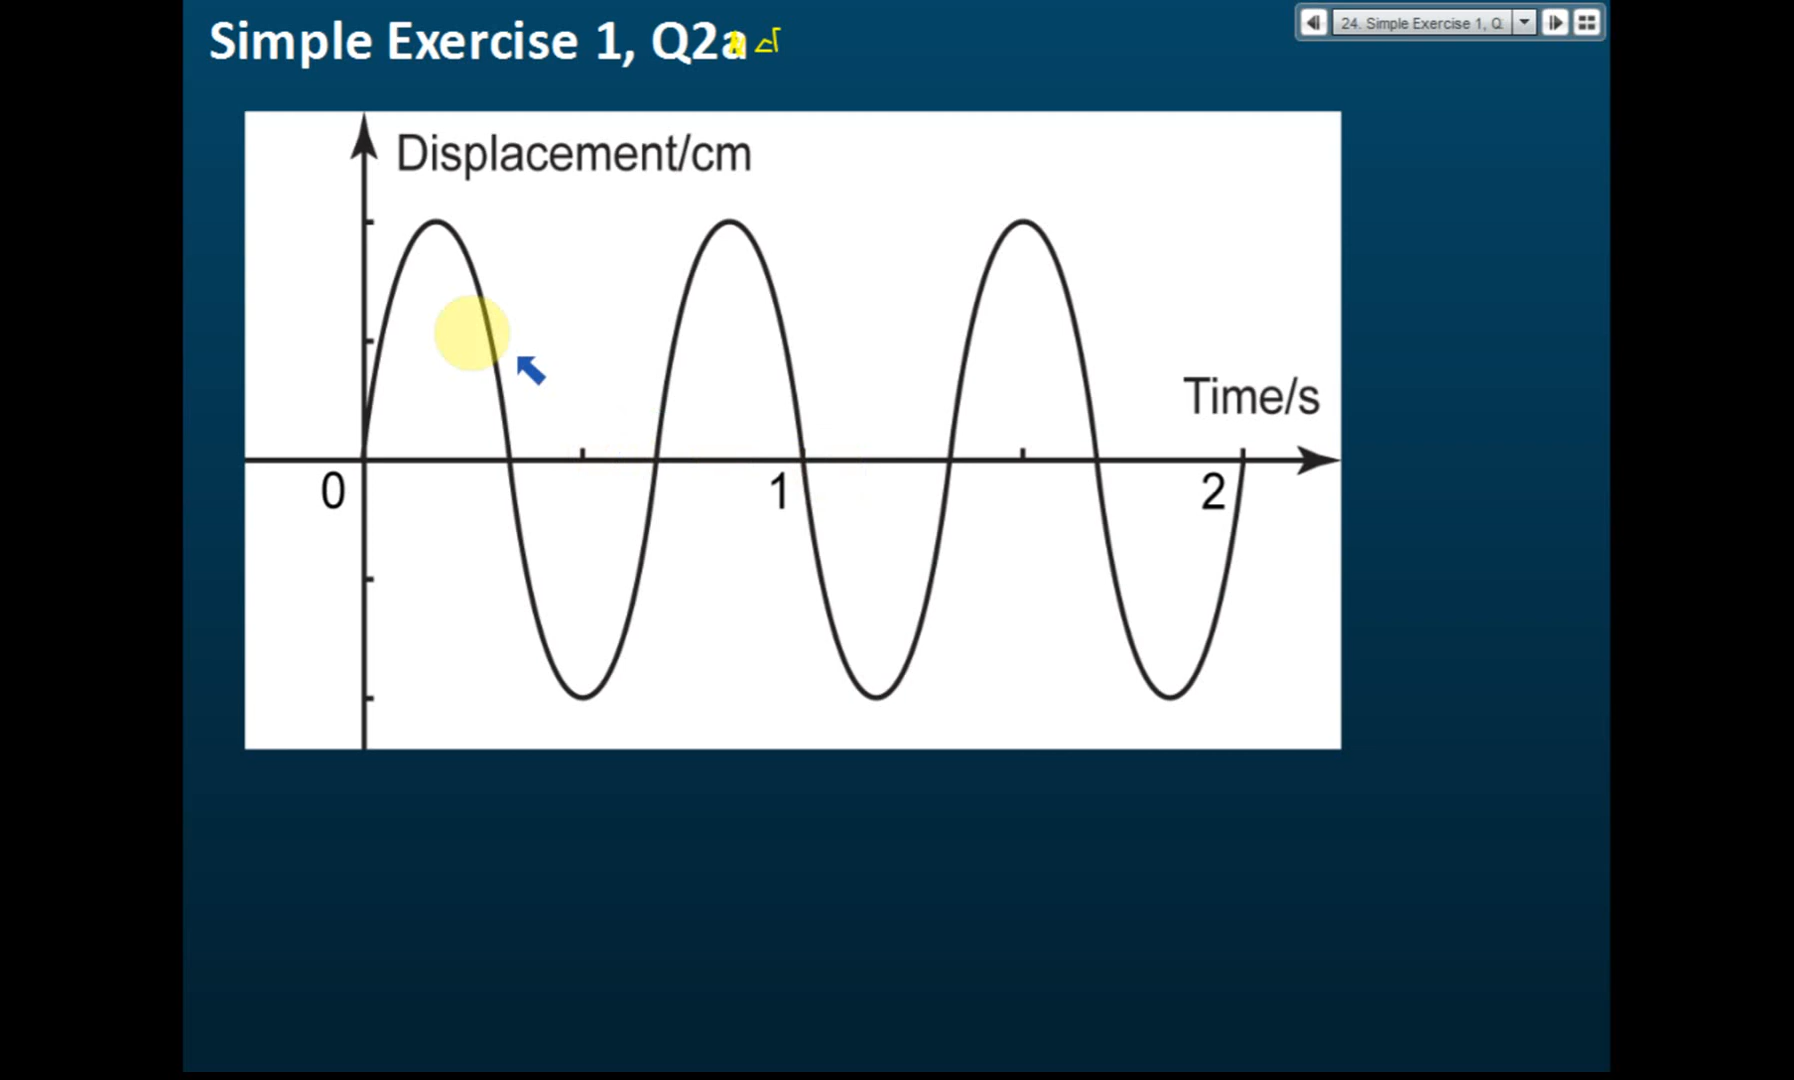 Simple Exercise 1, Q2a
24. Simple Exercise 1, Q
Displacement/cm
Time/s
0
1
2